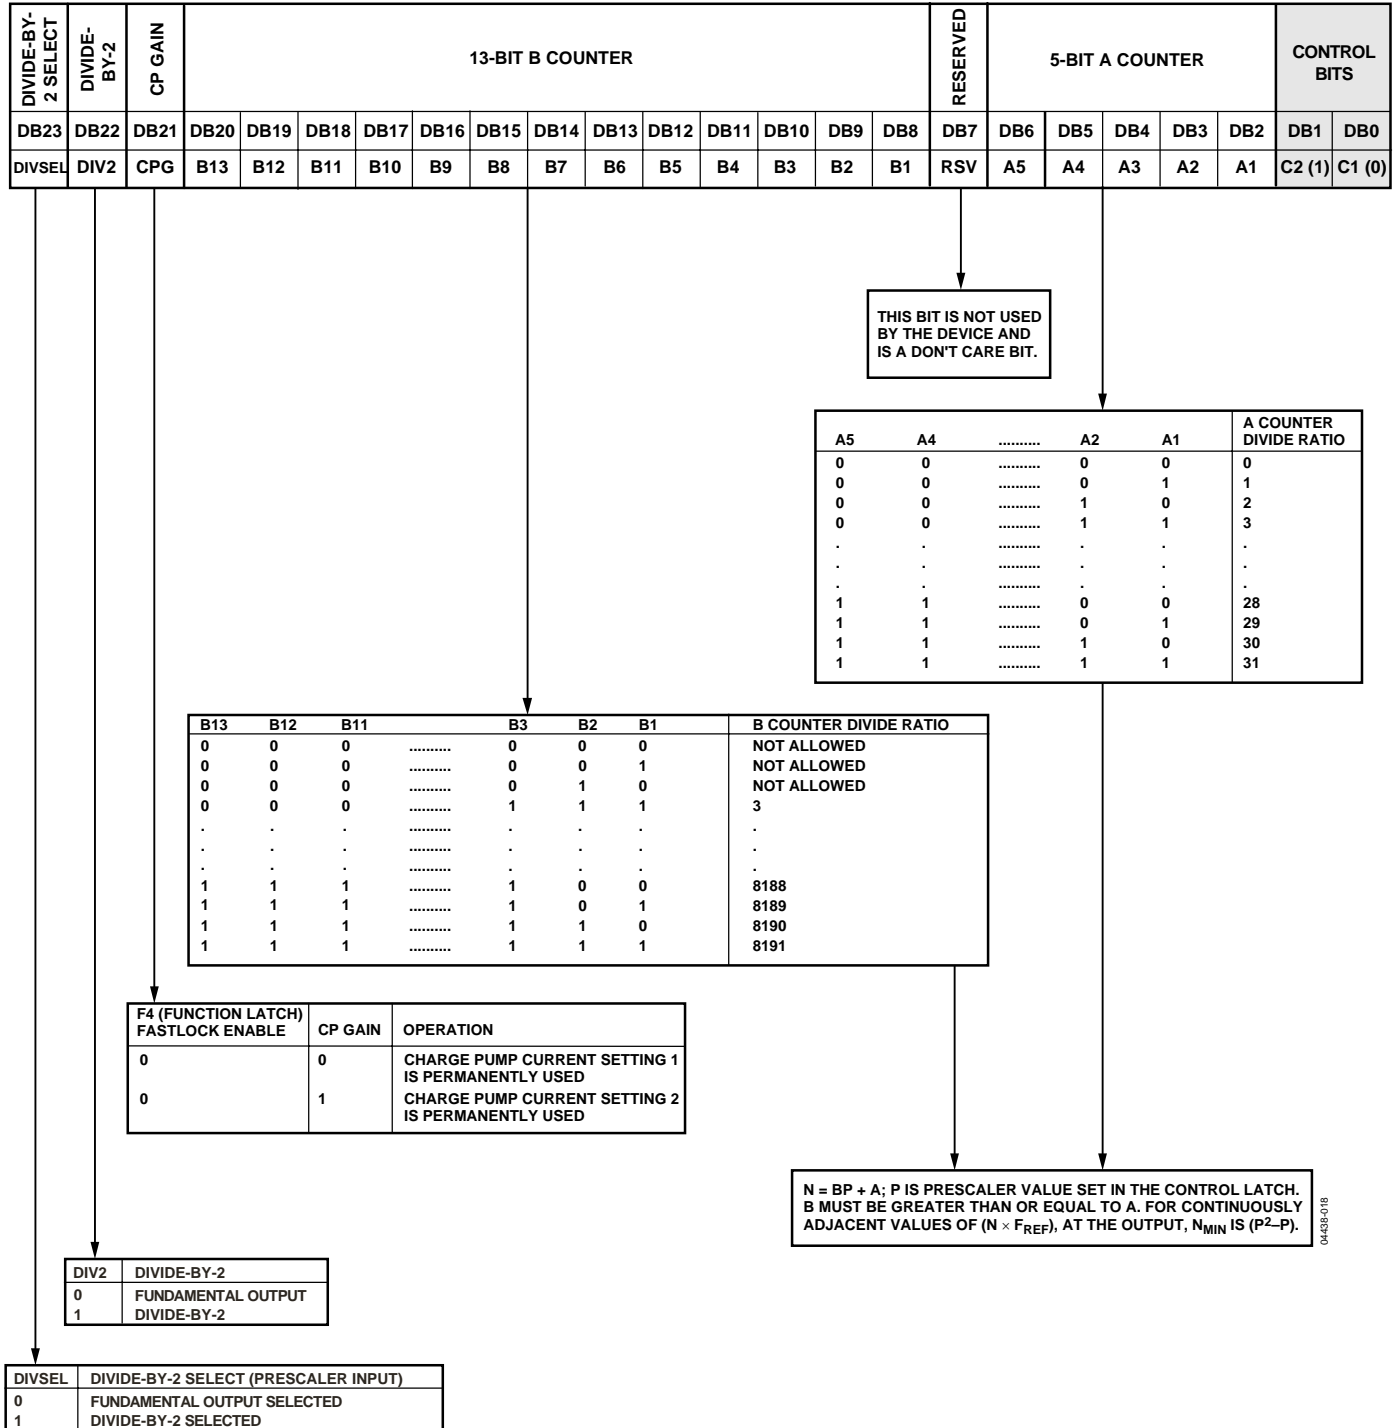 DIVIDE-BY-
2 SELECT
DIVIDE-
BY-2
CP GAIN
13-BIT B COUNTER
RESERVED
5-BIT A COUNTER
CONTROL
BITS
DB23 DB22 DB21 DB20 DB19 DB18 DB17 DB16 DB15 DB14 DB13 DB12 DB11 DB10 DB9 DB8 DB7 DB6 DB5 DB4 DB3 DB2 DB1 DB0
DIVSEL DIV2 CPG B13 B12 B11 B10 B9 B8 B7 B6 B5 B4 B3 B2 B1 RSV A5 A4 A3 A2 A1 C2 (1) C1 (0)
THIS BIT IS NOT USED
BY THE DEVICE AND
IS A DON'T CARE BIT.
A COUNTER
A5 A4 .......... A2 A1 DIVIDE RATIO
0 0 .......... 0 0 0
0 0 .......... 0 1 1
0 0 .......... 1 0 2
0 0 .......... 1 1 3
. . .......... . . .
. . .......... . . .
. . .......... . . .
1 1 .......... 0 0 28
1 1 .......... 0 1 29
1 1 .......... 1 0 30
1 1 .......... 1 1 31
B13 B12 B11 B3 B2 B1 B COUNTER DIVIDE RATIO
0 0 0 .......... 0 0 0 NOT ALLOWED
0 0 0 .......... 0 0 1 NOT ALLOWED
0 0 0 .......... 0 1 0 NOT ALLOWED
0 0 0 .......... 1 1 1 3
. . . .......... . . . .
. . . .......... . . . .
. . . .......... . . . .
1 1 1 .......... 1 0 0 8188
1 1 1 .......... 1 0 1 8189
1 1 1 .......... 1 1 0 8190
1 1 1 .......... 1 1 1 8191
F4 (FUNCTION LATCH)
FASTLOCK ENABLE CP GAIN OPERATION
0 0 CHARGE PUMP CURRENT SETTING 1
IS PERMANENTLY USED
0 1 CHARGE PUMP CURRENT SETTING 2
IS PERMANENTLY USED
N = BP + A; P IS PRESCALER VALUE SET IN THE CONTROL LATCH.
B MUST BE GREATER THAN OR EQUAL TO A. FOR CONTINUOUSLY
ADJACENT VALUES OF (N × FREF), AT THE OUTPUT, NMIN IS (P²–P).
04438-018
DIV2 DIVIDE-BY-2
0 FUNDAMENTAL OUTPUT
1 DIVIDE-BY-2
DIVSEL DIVIDE-BY-2 SELECT (PRESCALER INPUT)
0 FUNDAMENTAL OUTPUT SELECTED
1 DIVIDE-BY-2 SELECTED